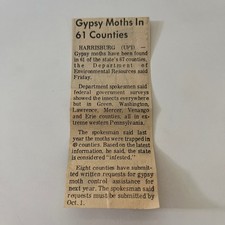 Gypsy Moths In
61 Counties
HARRISBURG (UPI) —
Gypsy moths have been found
in 61 of the state's 67 counties,
the Department of
Environmental Resources said
Friday.
Department spokesmen said
federal government surveys
showed the insects everywhere
but in Green, Washington,
Lawrence, Mercer, Venango
and Erie counties, all in
extreme western Pennsylvania.
The spokesman said last
year the moths were trapped in
49 counties. Based on the latest
information, he said, the state
is considered "infested."
Eight counties have submit-
ted written requests for gypsy
moth control assistance for
next year. The spokesman said
requests must be submitted by
Oct. 1.